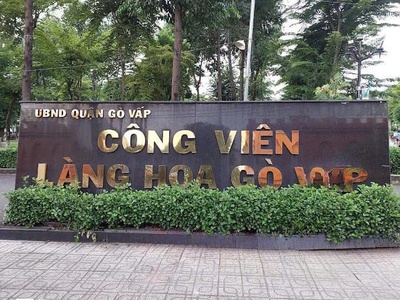 UBND QUẬN GÒ VẤP
CÔNG VIÊN
LÀNG HOA GÒ VẤP